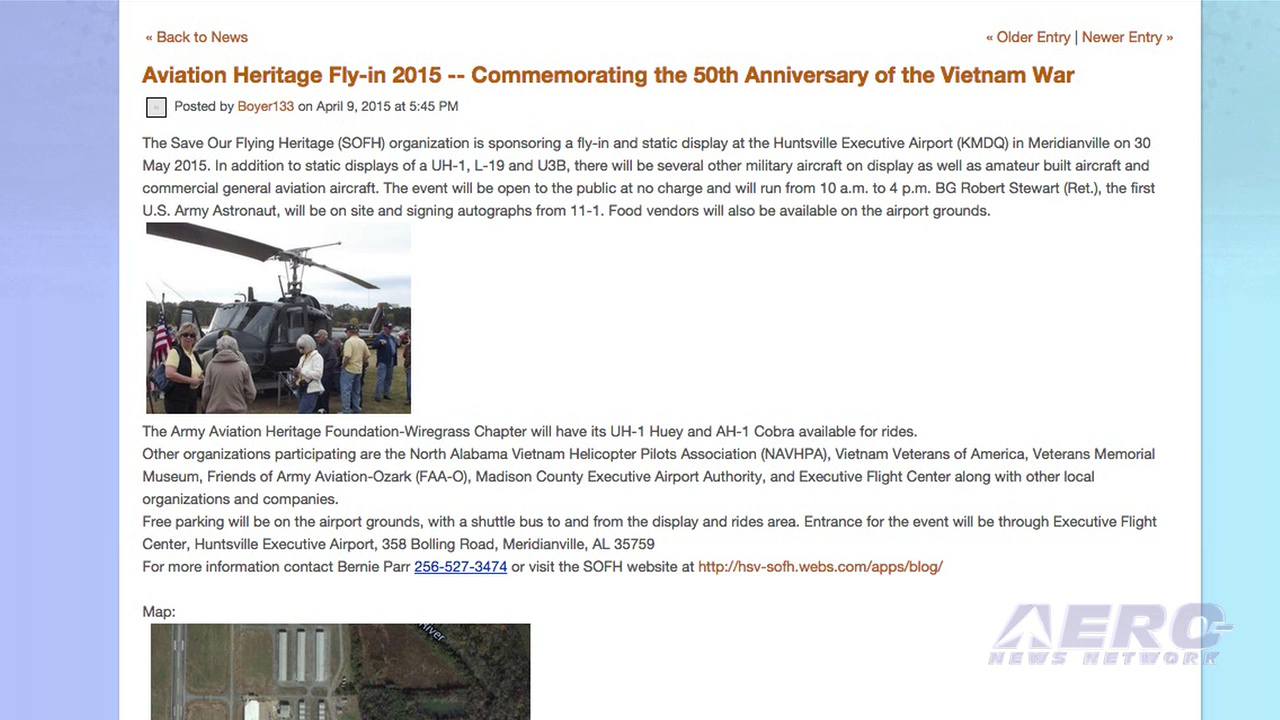 « Back to News
« Older Entry | Newer Entry »
Aviation Heritage Fly-in 2015 -- Commemorating the 50th Anniversary of the Vietnam War
Posted by Boyer133 on April 9, 2015 at 5:45 PM
The Save Our Flying Heritage (SOFH) organization is sponsoring a fly-in and static display at the Huntsville Executive Airport (KMDQ) in Meridianville on 30
May 2015. In addition to static displays of a UH-1, L-19 and U3B, there will be several other military aircraft on display as well as amateur built aircraft and
commercial general aviation aircraft. The event will be open to the public at no charge and will run from 10 a.m. to 4 p.m. BG Robert Stewart (Ret.), the first
U.S. Army Astronaut, will be on site and signing autographs from 11-1. Food vendors will also be available on the airport grounds.
The Army Aviation Heritage Foundation-Wiregrass Chapter will have its UH-1 Huey and AH-1 Cobra available for rides.
Other organizations participating are the North Alabama Vietnam Helicopter Pilots Association (NAVHPA), Vietnam Veterans of America, Veterans Memorial
Museum, Friends of Army Aviation-Ozark (FAA-O), Madison County Executive Airport Authority, and Executive Flight Center along with other local
organizations and companies.
Free parking will be on the airport grounds, with a shuttle bus to and from the display and rides area. Entrance for the event will be through Executive Flight
Center, Huntsville Executive Airport, 358 Bolling Road, Meridianville, AL 35759
For more information contact Bernie Parr 256-527-3474 or visit the SOFH website at http://hsv-sofh.webs.com/apps/blog/
Map:
River
AERO
NEWS NETWORK